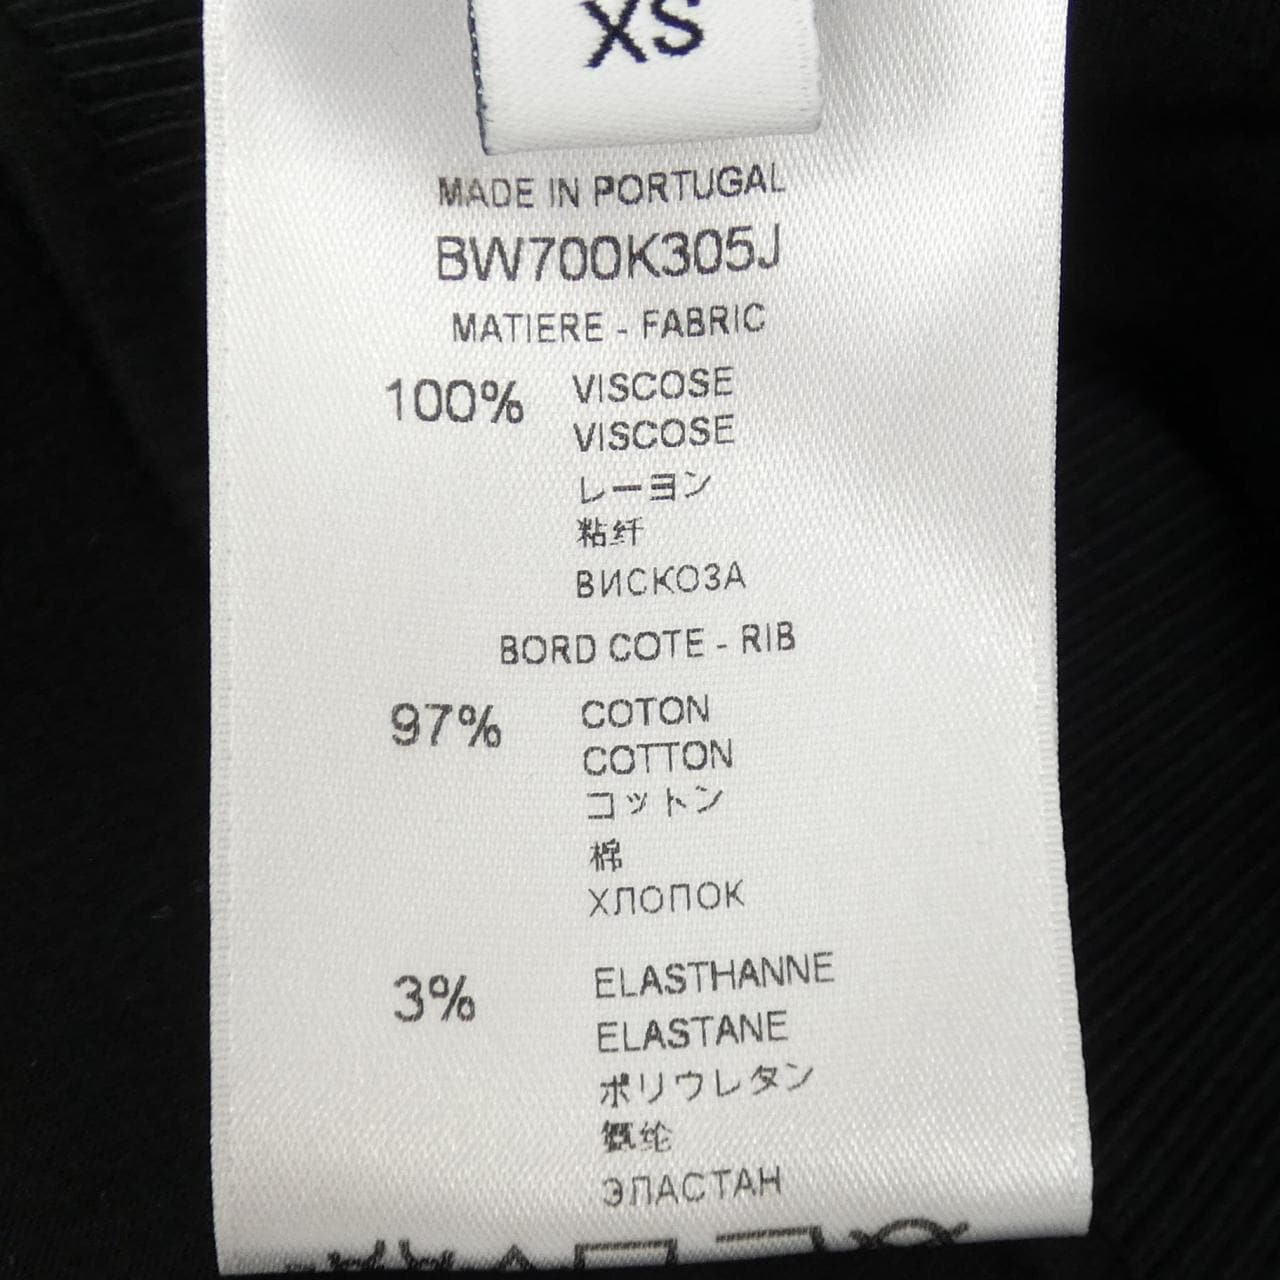 XS
MADE IN PORTUGAL
BW700K305J
MATIERE - FABRIC
100% VISCOSE
VISCOSE
レーヨン
粘纤
ВИСКОЗА
BORD COTE - RIB
97% COTON
COTTON
コットン
棉
ХЛОПОК
3% ELASTHANNE
ELASTANE
ポリウレタン
氨纶
ЭЛАСТАН